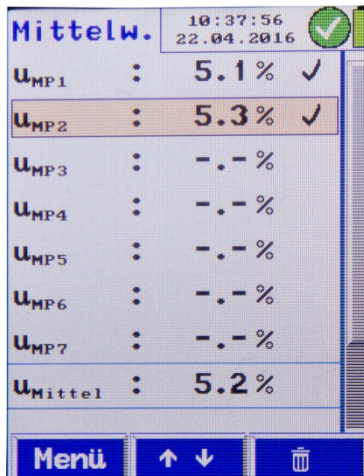 Mittelw. 10:37:56
22.04.2016
uMP1 : 5.1% ✓
uMP2 : 5.3% ✓
uMP3 : -.-%
uMP4 : -.-%
uMP5 : -.-%
uMP6 : -.-%
uMP7 : -.-%
uMittel : 5.2%
Menü ↑ ↓